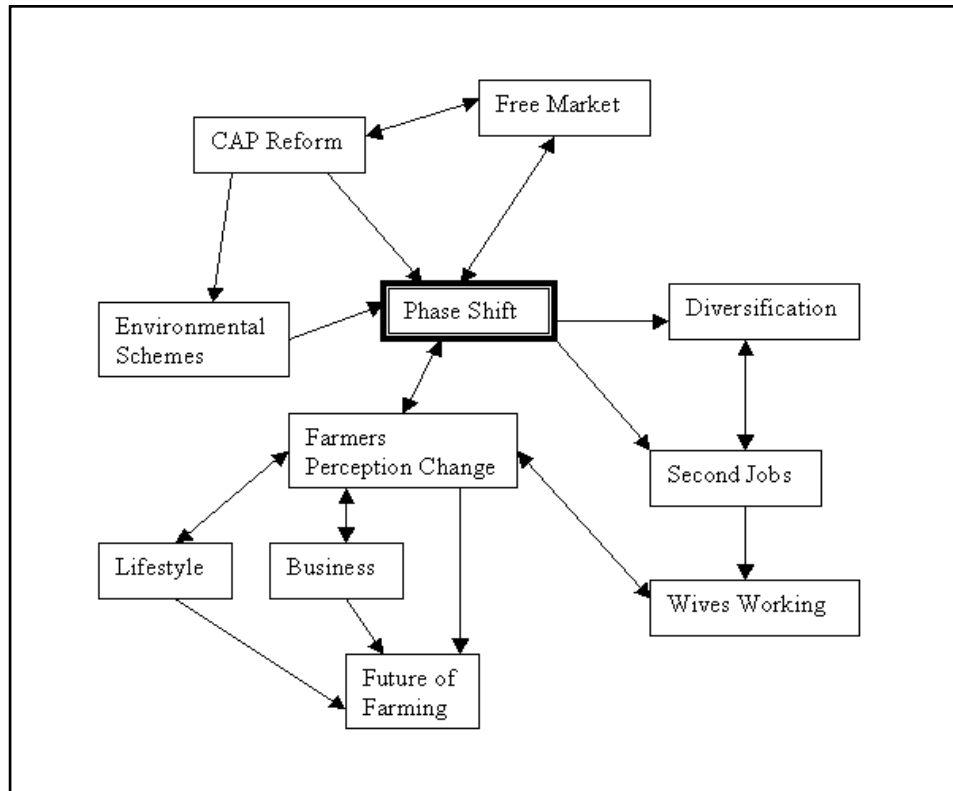 Free Market
CAP Reform
Phase Shift
Diversification
Environmental
Schemes
Farmers
Perception Change
Second Jobs
Lifestyle
Business
Wives Working
Future of
Farming